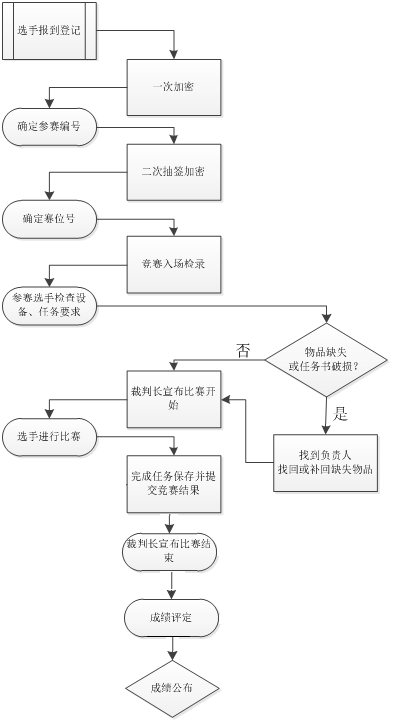 选手报到登记
一次加密
确定参赛编号
二次抽签加密
确定赛位号
竞赛入场检录
参赛选手检查设
备、任务要求
物品缺失
或任务书破损？
否
是
裁判长宣布比赛开
始
选手进行比赛
找到负责人
找回或补回缺失物品
完成任务保存并提
交竞赛结果
裁判长宣布比赛结
束
成绩评定
成绩公布